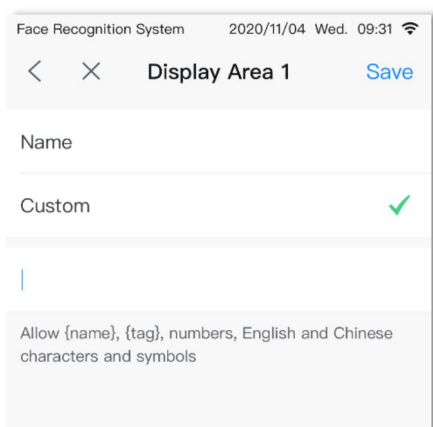 Face Recognition System 2020/11/04 Wed. 09:31
Display Area 1 Save
Name
Custom
Allow {name}, {tag}, numbers, English and Chinese
characters and symbols